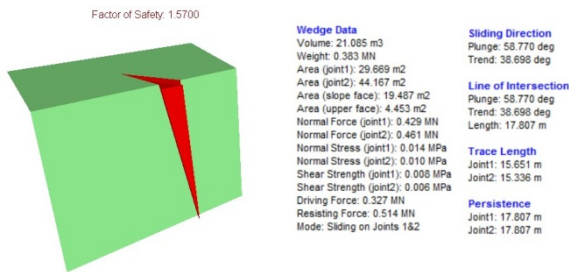 Factor of Safety: 1.5700
Wedge Data
Volume: 21.085 m3
Weight: 0.383 MN
Area (joint1): 29.669 m2
Area (joint2): 44.167 m2
Area (slope face): 19.487 m2
Area (upper face): 4.453 m2
Normal Force (joint1): 0.429 MN
Normal Force (joint2): 0.461 MN
Normal Stress (joint1): 0.014 MPa
Normal Stress (joint2): 0.010 MPa
Shear Strength (joint1): 0.008 MPa
Shear Strength (joint2): 0.006 MPa
Driving Force: 0.327 MN
Resisting Force: 0.514 MN
Mode: Sliding on Joints 1&2
Sliding Direction
Plunge: 58.770 deg
Trend: 38.698 deg
Line of Intersection
Plunge: 58.770 deg
Trend: 38.698 deg
Length: 17.807 m
Trace Length
Joint1: 15.651 m
Joint2: 15.336 m
Persistence
Joint1: 17.807 m
Joint2: 17.807 m